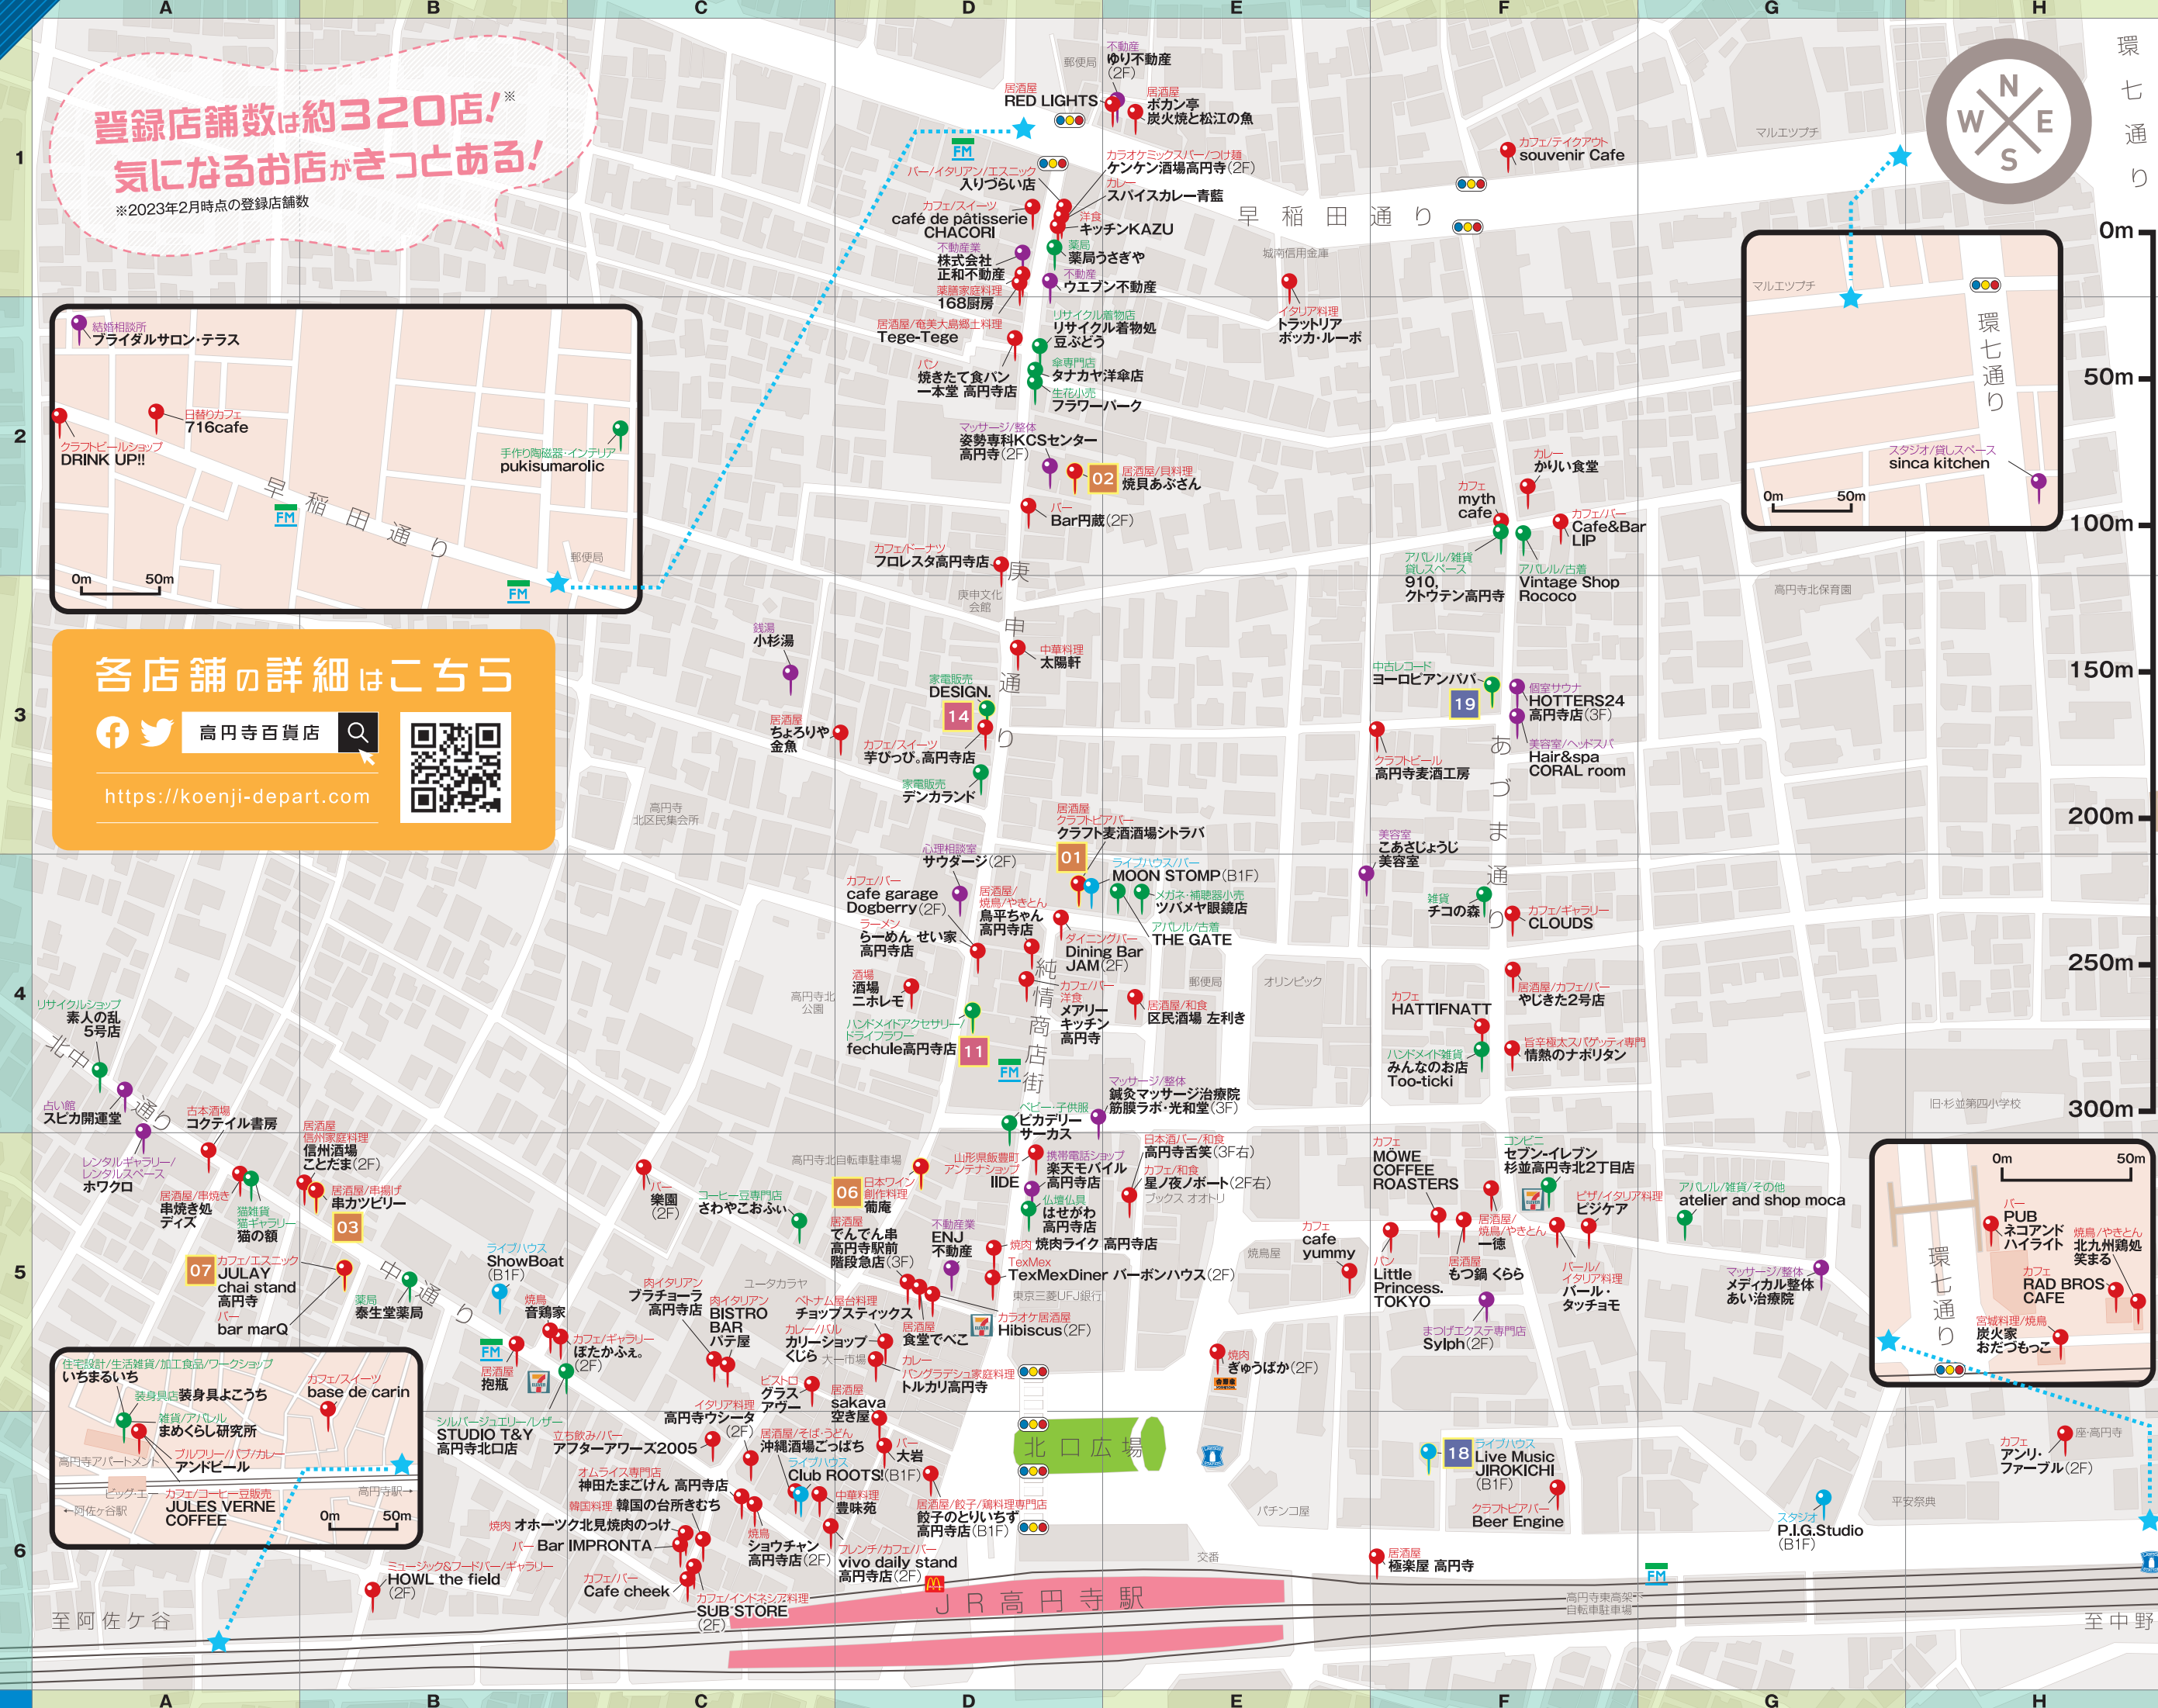 A
B
C
D
E
F
G
H
1
2
3
4
5
6
登録店舗数は約320店!※
気になるお店がきっとある!
※2023年2月時点の登録店舗数
郵便局
不動産
ゆり不動産
(2F)
居酒屋
RED LIGHTS
居酒屋
ポカン亭
炭火焼と松江の魚
FM
バー/イタリアン/エスニック
入りづらい店
カラオケミックスバー/つけ麺
ケンケン酒場高円寺(2F)
カレー
スパイスカレー青藍
カフェ/スイーツ
café de pâtisserie
CHACORI
洋食
キッチンKAZU
不動産業
株式会社
正和不動産
薬局
薬局うさぎや
薬膳家庭料理
168厨房
不動産
ウエブン不動産
早稲田通り
城南信用金庫
カフェ/テイクアウト
souvenir Cafe
マルエツプチ
環七通り
N
W
E
S
0m
50m
100m
150m
200m
250m
300m
マルエツプチ
環七通り
スタジオ/貸しスペース
sinca kitchen
0m
50m
結婚相談所
ブライダルサロン・テラス
日替りカフェ
716cafe
クラフトビールショップ
DRINK UP!!
手作り陶磁器・インテリア
pukisumarolic
早稲田通り
FM
FM
郵便局
0m
50m
居酒屋/奄美大島郷土料理
Tege-Tege
リサイクル着物店
リサイクル着物処
豆ぶどう
パン
焼きたて食パン
一本堂 高円寺店
傘専門店
タナカヤ洋傘店
生花小売
フラワーパーク
イタリア料理
トラットリア
ボッカ・ルーポ
マッサージ/整体
姿勢専科KCSセンター
高円寺(2F)
02
居酒屋/貝料理
焼貝あぶさん
バー
Bar円蔵(2F)
カフェ/ドーナツ
フロレスタ高円寺店
カレー
かりい食堂
カフェ
myth
cafe
カフェ/バー
Cafe&Bar
LIP
アパレル/雑貨
貸しスペース
910,
クトウテン高円寺
アパレル/古着
Vintage Shop
Rococo
高円寺北保育園
庚申通り
庚申文化
会館
各店舗の詳細はこちら
高円寺百貨店
https://koenji-depart.com
銭湯
小杉湯
中華料理
太陽軒
家電販売
DESIGN.
14
居酒屋
ちょろりや
金魚
カフェ/スイーツ
芋ぴっぴ。高円寺店
家電販売
デンカランド
高円寺
北区民集会所
中古レコード
ヨーロピアンパパ
19
個室サウナ
HOTTERS24
高円寺店(3F)
美容室/ヘッドスパ
Hair&spa
CORAL room
クラフトビール
高円寺麦酒工房
あづま通り
居酒屋
クラフトビアバー
クラフト麦酒酒場シトラバ
01
心理相談室
サウダージ(2F)
ライブハウス/バー
MOON STOMP(B1F)
カフェ/バー
cafe garage
Dogberry(2F)
居酒屋/
焼鳥/やきとん
鳥平ちゃん
高円寺店
メガネ・補聴器小売
ツバメヤ眼鏡店
アパレル/古着
THE GATE
ラーメン
らーめん せい家
高円寺店
ダイニングバー
Dining Bar
JAM(2F)
美容室
こあさじょうじ
美容室
雑貨
チコの森
カフェ/ギャラリー
CLOUDS
酒場
酒場
ニホレモ
純情商店街
カフェ/バー
洋食
メアリー
キッチン
高円寺
郵便局
オリンピック
居酒屋/和食
区民酒場 左利き
高円寺北
公園
ハンドメイドアクセサリー/
ドライフラワー
fechule高円寺店
11
FM
カフェ
HATTIFNATT
居酒屋/カフェ/バー
やじきた2号店
旨辛極太スパゲッティ専門
情熱のナポリタン
ハンドメイド雑貨
みんなのお店
Too-ticki
リサイクルショップ
素人の乱
5号店
北中通り
占い館
スピカ開運堂
古本酒場
コクテイル書房
レンタルギャラリー/
レンタルスペース
ホワクロ
居酒屋
信州家庭料理
信州酒場
ことだま(2F)
居酒屋/串焼き
串焼き処
ディズ
猫雑貨
猫ギャラリー
猫の額
居酒屋/串揚げ
串カツビリー
03
07
カフェ/エスニック
JULAY
chai stand
高円寺
バー
bar marQ
中通り
薬局
泰生堂薬局
ライブハウス
ShowBoat
(B1F)
焼鳥
音鶏家
カフェ/ギャラリー
ぽたかふぇ。
(2F)
FM
居酒屋
抱瓶
シルバージュエリー/レザー
STUDIO T&Y
高円寺北口店
ベビー・子供服
ピカデリー
サーカス
マッサージ/整体
鍼灸マッサージ治療院
筋膜ラボ・光和堂(3F)
高円寺北自転車駐車場
山形県飯豊町
アンテナショップ
IIDE
携帯電話ショップ
楽天モバイル
高円寺店
仏壇仏具
はせがわ
高円寺店
日本酒バー/和食
高円寺舌笑(3F右)
カフェ/和食
星ノ夜ノボート(2F右)
ブックス オオトリ
06
日本ワイン
創作料理
葡庵
バー
樂園
(2F)
コーヒー豆専門店
さわやこおふぃ
居酒屋
でんでん串
高円寺駅前
階段急店(3F)
不動産業
ENJ
不動産
焼肉 焼肉ライク 高円寺店
TexMex
TexMexDiner バーボンハウス(2F)
東京三菱UFJ銀行
カラオケ居酒屋
Hibiscus(2F)
ユータカラヤ
肉イタリアン
ブラチョーラ
高円寺店
肉イタリアン
BISTRO
BAR
パテ屋
ベトナム屋台料理
チョップスティックス
カレー/バル
カリーショップ
くじら
大一市場
居酒屋
食堂でべこ
カレー
バングラデシュ家庭料理
トルカリ高円寺
ビストロ
グラス
アヴー
居酒屋
sakava
空き屋
焼鳥屋
カフェ
cafe
yummy
焼肉
ぎゅうばか(2F)
カフェ
MÖWE
COFFEE
ROASTERS
コンビニ
セブン-イレブン
杉並高円寺北2丁目店
居酒屋/
焼鳥/やきとん
一徳
ピザ/イタリア料理
ピジケア
パン
Little
Princess.
TOKYO
居酒屋
もつ鍋 くらら
バール/
イタリア料理
バール・
タッチョモ
まつげエクステ専門店
Sylph(2F)
アパレル/雑貨/その他
atelier and shop moca
マッサージ/整体
メディカル整体
あい治療院
旧・杉並第四小学校
0m
50m
環七通り
バー
PUB
ネコアンド
ハイライト
焼鳥/やきとん
北九州鶏処
笑まる
カフェ
RAD BROS
CAFE
宮城料理/焼鳥
炭火家
おだづもっこ
住宅設計/生活雑貨/加工食品/ワークショップ
いちまるいち
装身具店 装身具よこうち
雑貨/アパレル
まめくらし研究所
ブルワリー/パブ/カレー
アンドビール
高円寺アパートメント
ビッグ・エー
カフェ/コーヒー豆販売
JULES VERNE
COFFEE
カフェ/スイーツ
base de carin
←阿佐ヶ谷駅
高円寺駅→
0m
50m
イタリア料理
高円寺ウシータ
(2F)
立ち飲み/バー
アフターアワーズ2005
居酒屋/そば・うどん
沖縄酒場ごっぱち
ライブハウス
Club ROOTS!(B1F)
バー
大岩
オムライス専門店
神田たまごけん 高円寺店
韓国料理 韓国の台所きむち
中華料理
豊味苑
居酒屋/餃子/鶏料理専門店
餃子のとりいちず
高円寺店(B1F)
焼肉 オホーツク北見焼肉のっけ
バー Bar IMPRONTA
焼鳥
ショウチャン
高円寺店(2F)
フレンチ/カフェ/バー
vivo daily stand
高円寺店(2F)
カフェ/バー
Cafe cheek
カフェ/インドネシア料理
SUB STORE
(2F)
ミュージック&フードバー/ギャラリー
HOWL the field
(2F)
至阿佐ケ谷
北口広場
パチンコ屋
交番
JR高円寺駅
18
ライブハウス
Live Music
JIROKICHI
(B1F)
クラフトビアバー
Beer Engine
居酒屋
極楽屋 高円寺
FM
高円寺東高架下
自転車駐車場
スタジオ
P.I.G.Studio
(B1F)
平安祭典
座・高円寺
カフェ
アンリ・
ファーブル(2F)
至中野
A
B
C
D
E
F
G
H